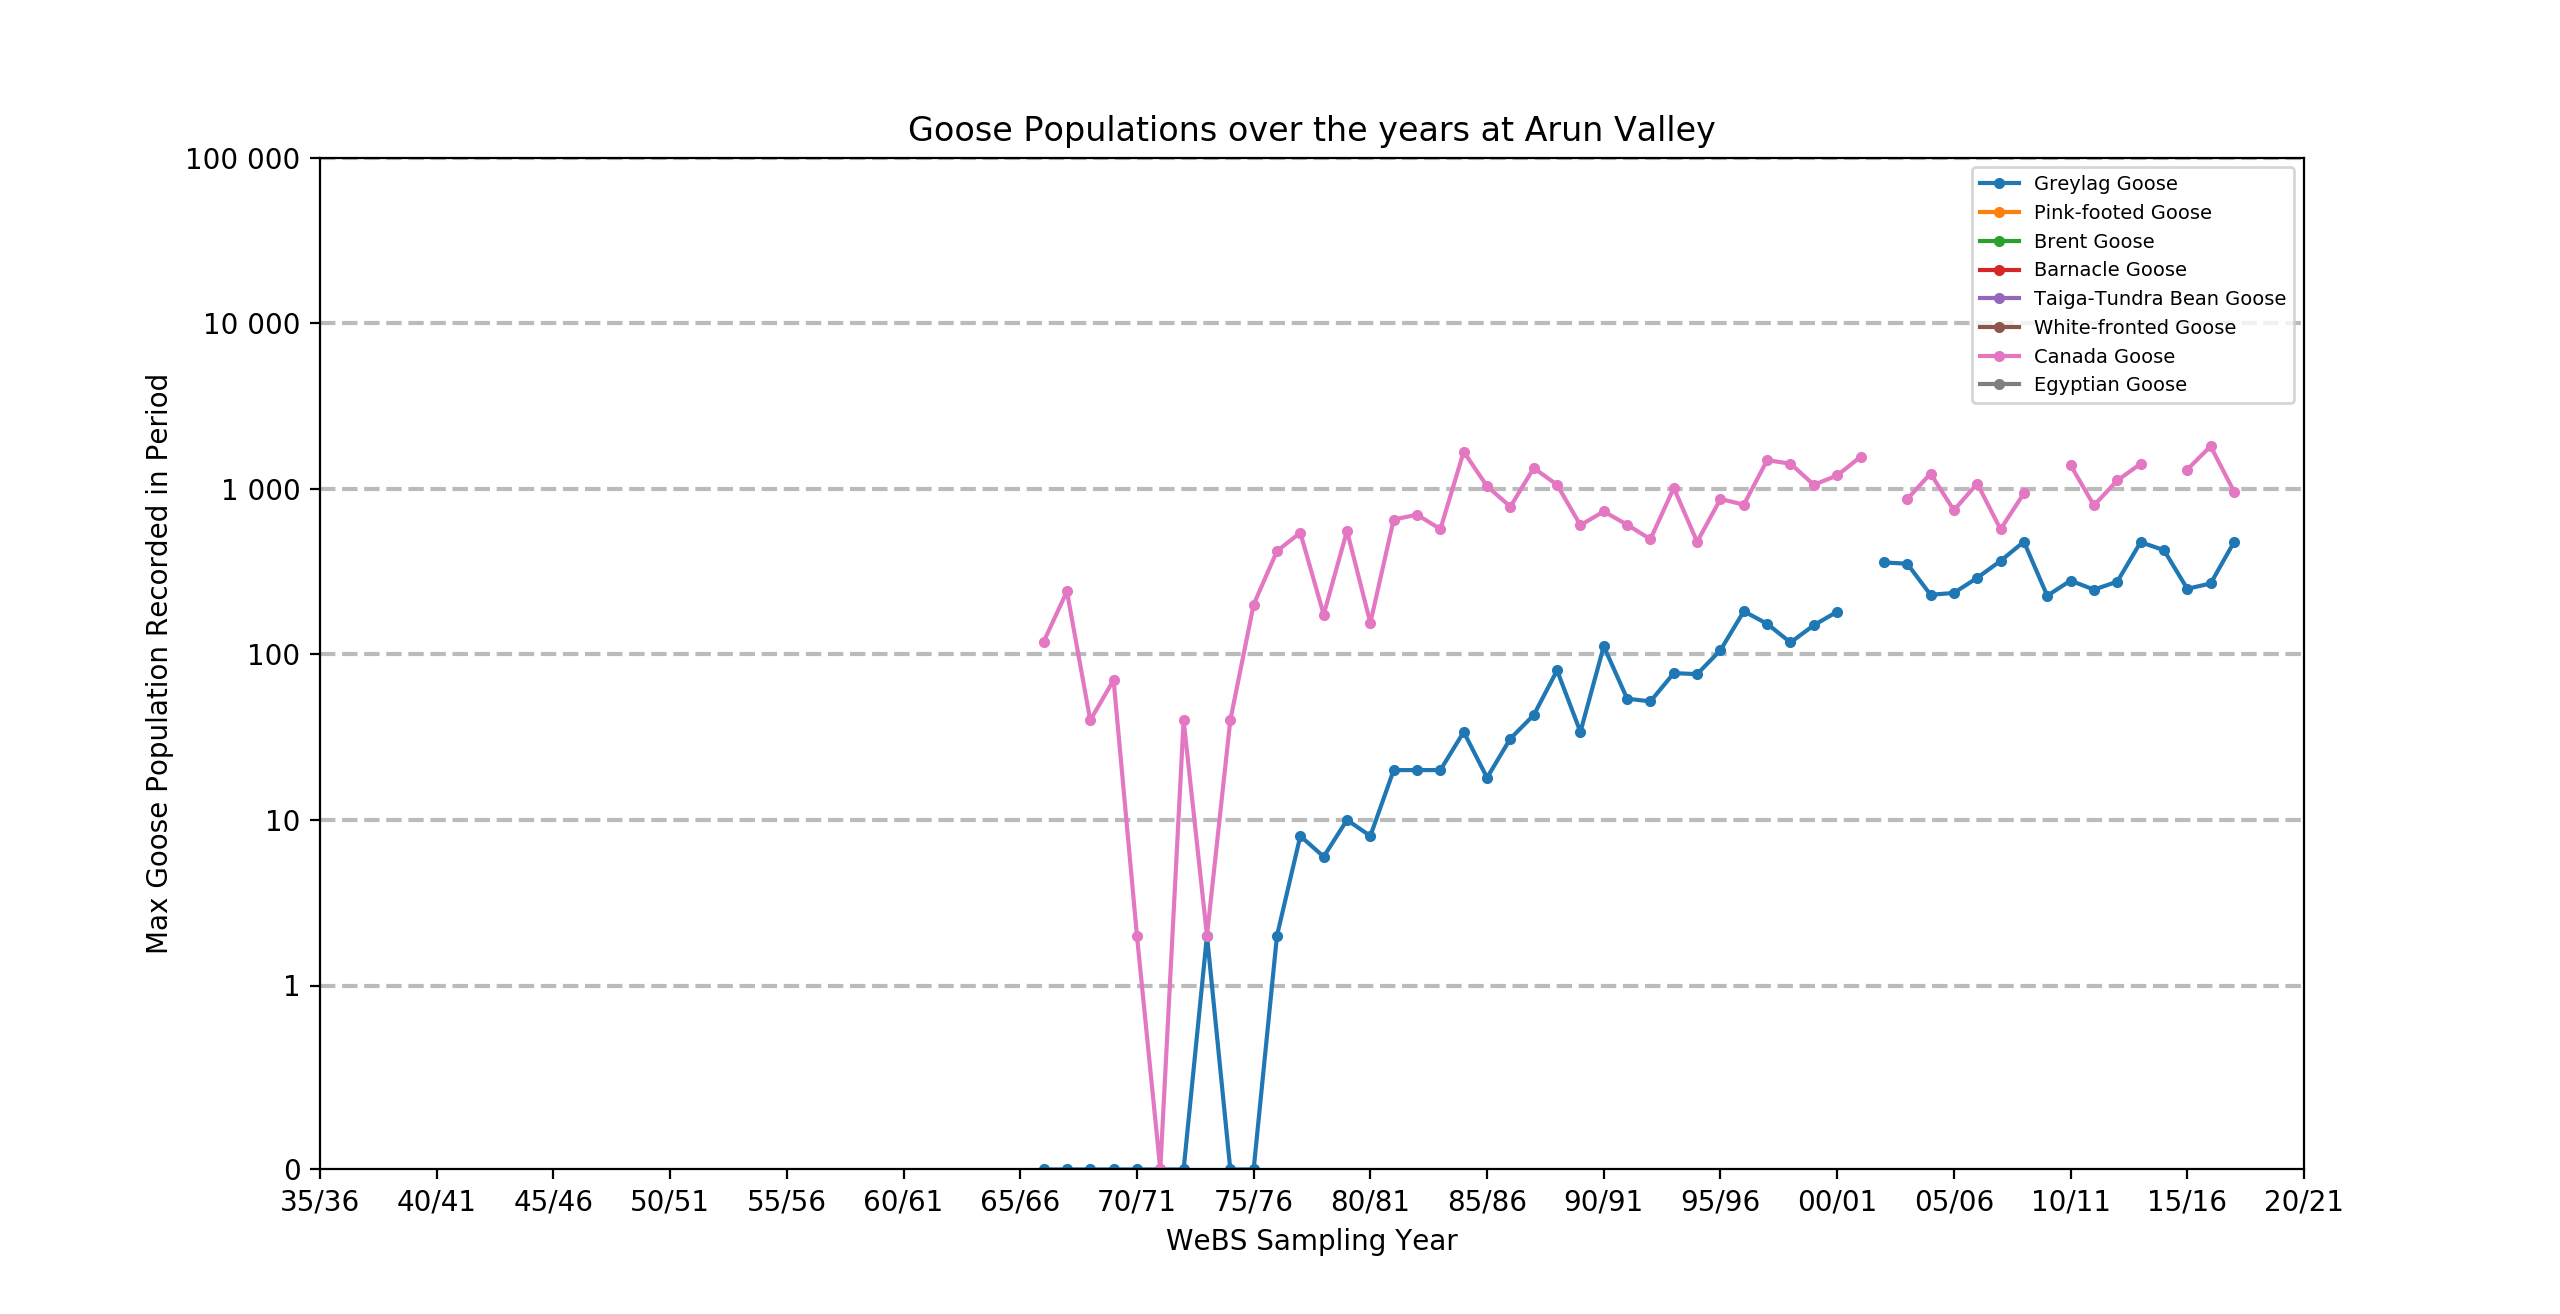 Goose Populations over the years at Arun Valley
100 000
10 000
1 000
100
10
1
0
Max Goose Population Recorded in Period
Greylag Goose
Pink-footed Goose
Brent Goose
Barnacle Goose
Taiga-Tundra Bean Goose
White-fronted Goose
Canada Goose
Egyptian Goose
35/36 40/41 45/46 50/51 55/56 60/61 65/66 70/71 75/76 80/81 85/86 90/91 95/96 00/01 05/06 10/11 15/16 20/21
WeBS Sampling Year